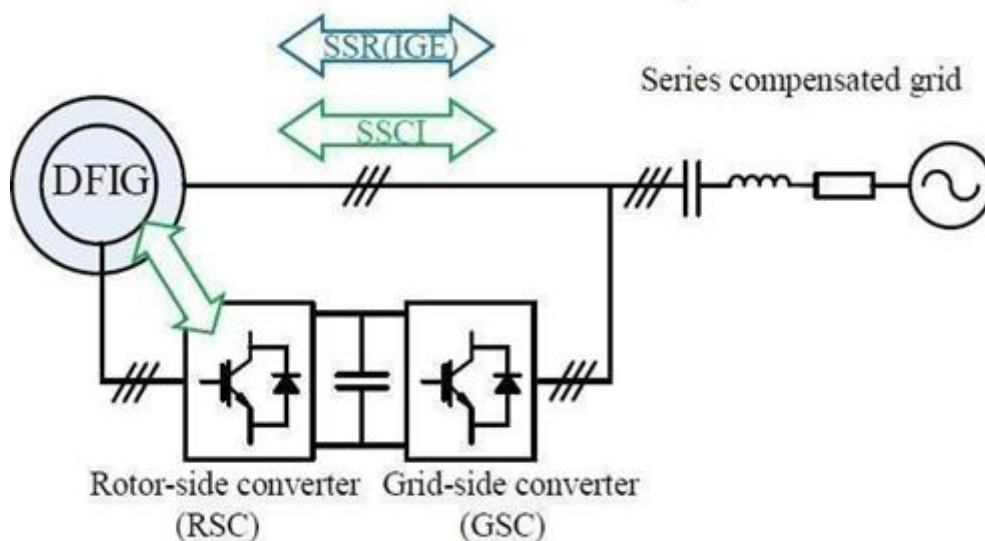 SSR(IGE)
Series compensated grid
SSCI
DFIG
Rotor-side converter
(RSC)
Grid-side converter
(GSC)